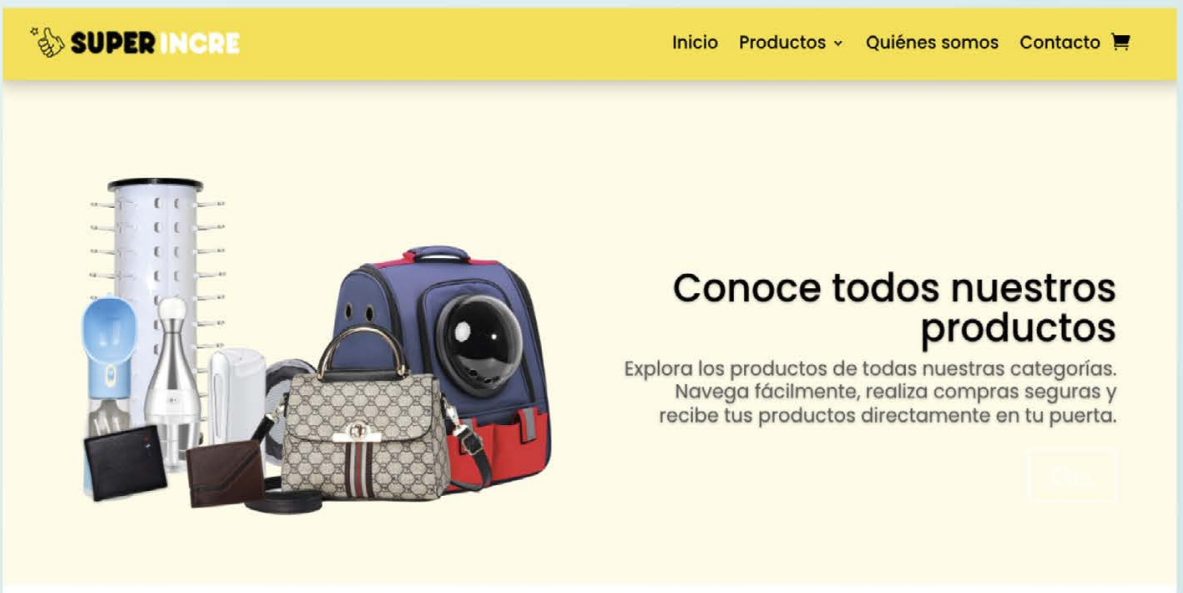 SUPER INCRE
Inicio Productos Quiénes somos Contacto
Conoce todos nuestros
productos
Explora los productos de todas nuestras categorías.
Navega fácilmente, realiza compras seguras y
recibe tus productos directamente en tu puerta.